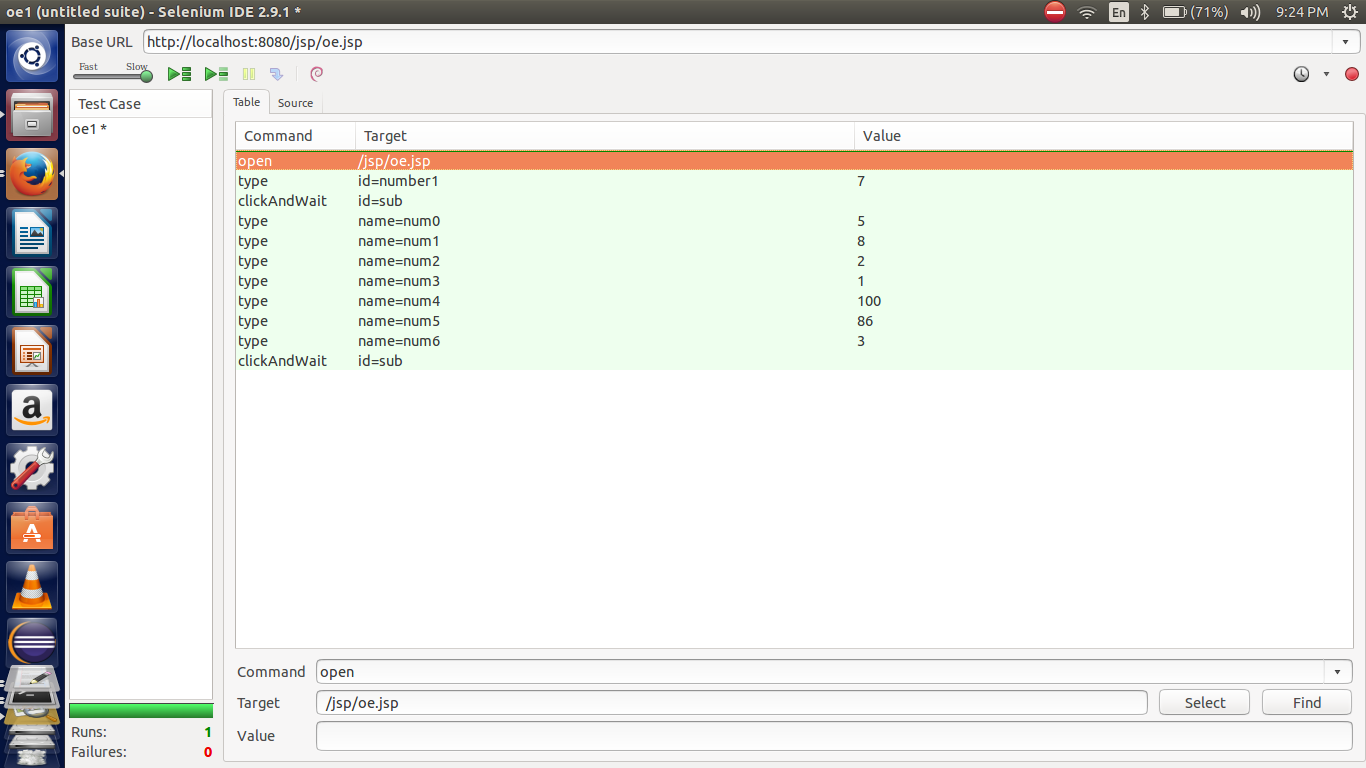 oe1 (untitled suite) - Selenium IDE 2.9.1 * En (71%) 9:24 PM
Base URL http://localhost:8080/jsp/oe.jsp
Fast Slow
Test Case
oe1 *
Table Source
Command Target Value
open /jsp/oe.jsp
type id=number1 7
clickAndWait id=sub
type name=num0 5
type name=num1 8
type name=num2 2
type name=num3 1
type name=num4 100
type name=num5 86
type name=num6 3
clickAndWait id=sub
Command open
Target /jsp/oe.jsp Select Find
Value
Runs: 1
Failures: 0
a
A